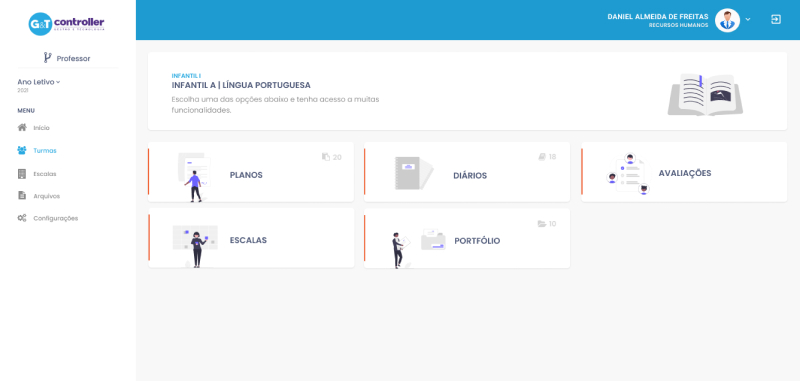 G&T controller
GESTÃO E TECNOLOGIA
Professor
Ano Letivo
2021
MENU
Início
Turmas
Escalas
Arquivos
Configurações
DANIEL ALMEIDA DE FREITAS
RECURSOS HUMANOS
INFANTIL I
INFANTIL A | LÍNGUA PORTUGUESA
Escolha uma das opções abaixo e tenha acesso a muitas
funcionalidades.
20
PLANOS
18
DIÁRIOS
AVALIAÇÕES
ESCALAS
10
PORTFÓLIO